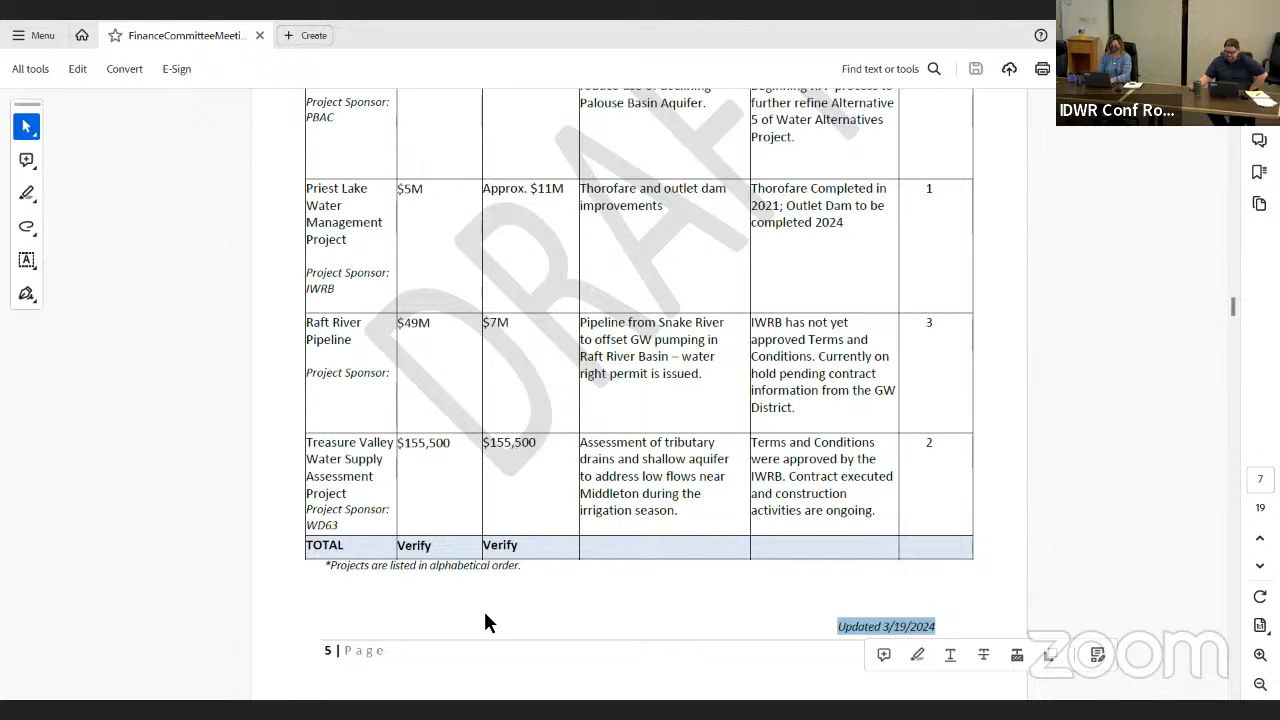 Menu
FinanceCommitteeMeeti...
Create
All tools
Edit
Convert
E-Sign
Find text or tools
IDWR Conf Ro...
Project Sponsor:
PBAC
Palouse Basin Aquifer.
further refine Alternative
5 of Water Alternatives
Project.
Priest Lake
Water
Management
Project
Project Sponsor:
IWRB
$5M
Approx. $11M
Thorofare and outlet dam
improvements
Thorofare Completed in
2021; Outlet Dam to be
completed 2024
1
Raft River
Pipeline
Project Sponsor:
$49M
$7M
Pipeline from Snake River
to offset GW pumping in
Raft River Basin – water
right permit is issued.
IWRB has not yet
approved Terms and
Conditions. Currently on
hold pending contract
information from the GW
District.
3
Treasure Valley
Water Supply
Assessment
Project
Project Sponsor:
WD63
$155,500
$155,500
Assessment of tributary
drains and shallow aquifer
to address low flows near
Middleton during the
irrigation season.
Terms and Conditions
were approved by the
IWRB. Contract executed
and construction
activities are ongoing.
2
TOTAL
Verify
Verify
*Projects are listed in alphabetical order.
Updated 3/19/2024
5 | Page
DRAFT
7
19
zoom